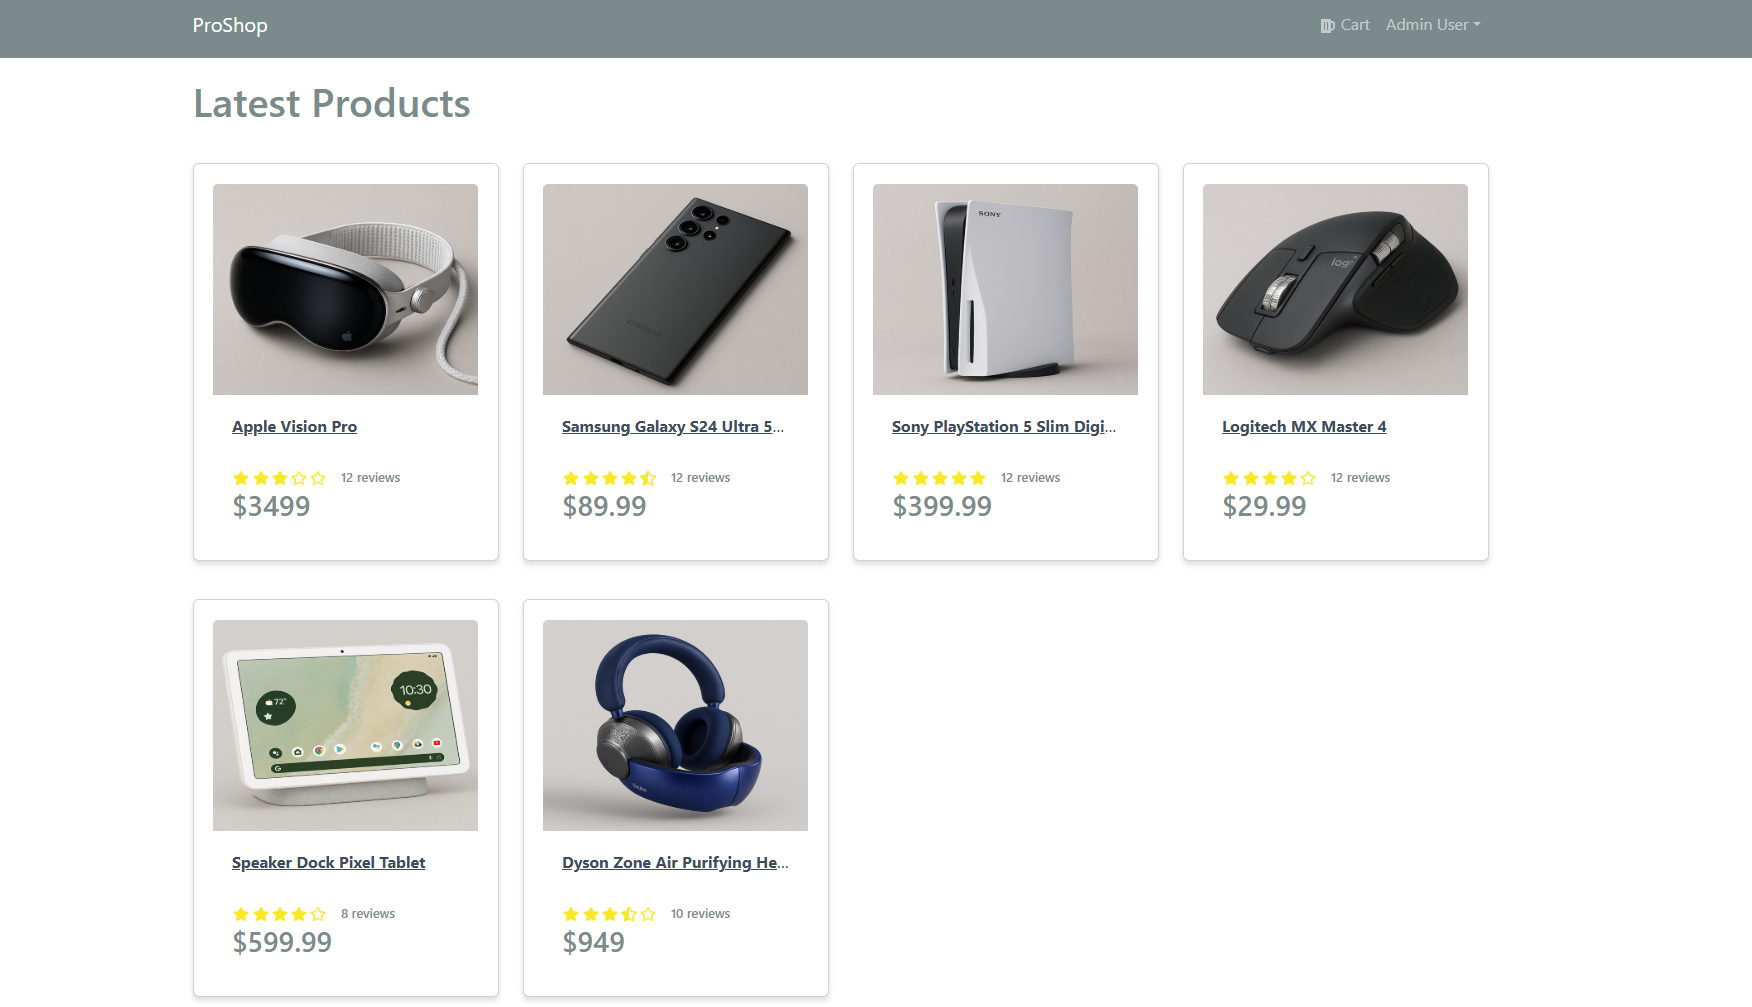 ProShop
Cart
Admin User
Latest Products
SONY
logi
Apple Vision Pro
12 reviews
$3499
Samsung Galaxy S24 Ultra 5...
12 reviews
$89.99
Sony PlayStation 5 Slim Digi...
12 reviews
$399.99
Logitech MX Master 4
12 reviews
$29.99
72°
10:30
G
Speaker Dock Pixel Tablet
8 reviews
$599.99
Dyson Zone Air Purifying He...
10 reviews
$949